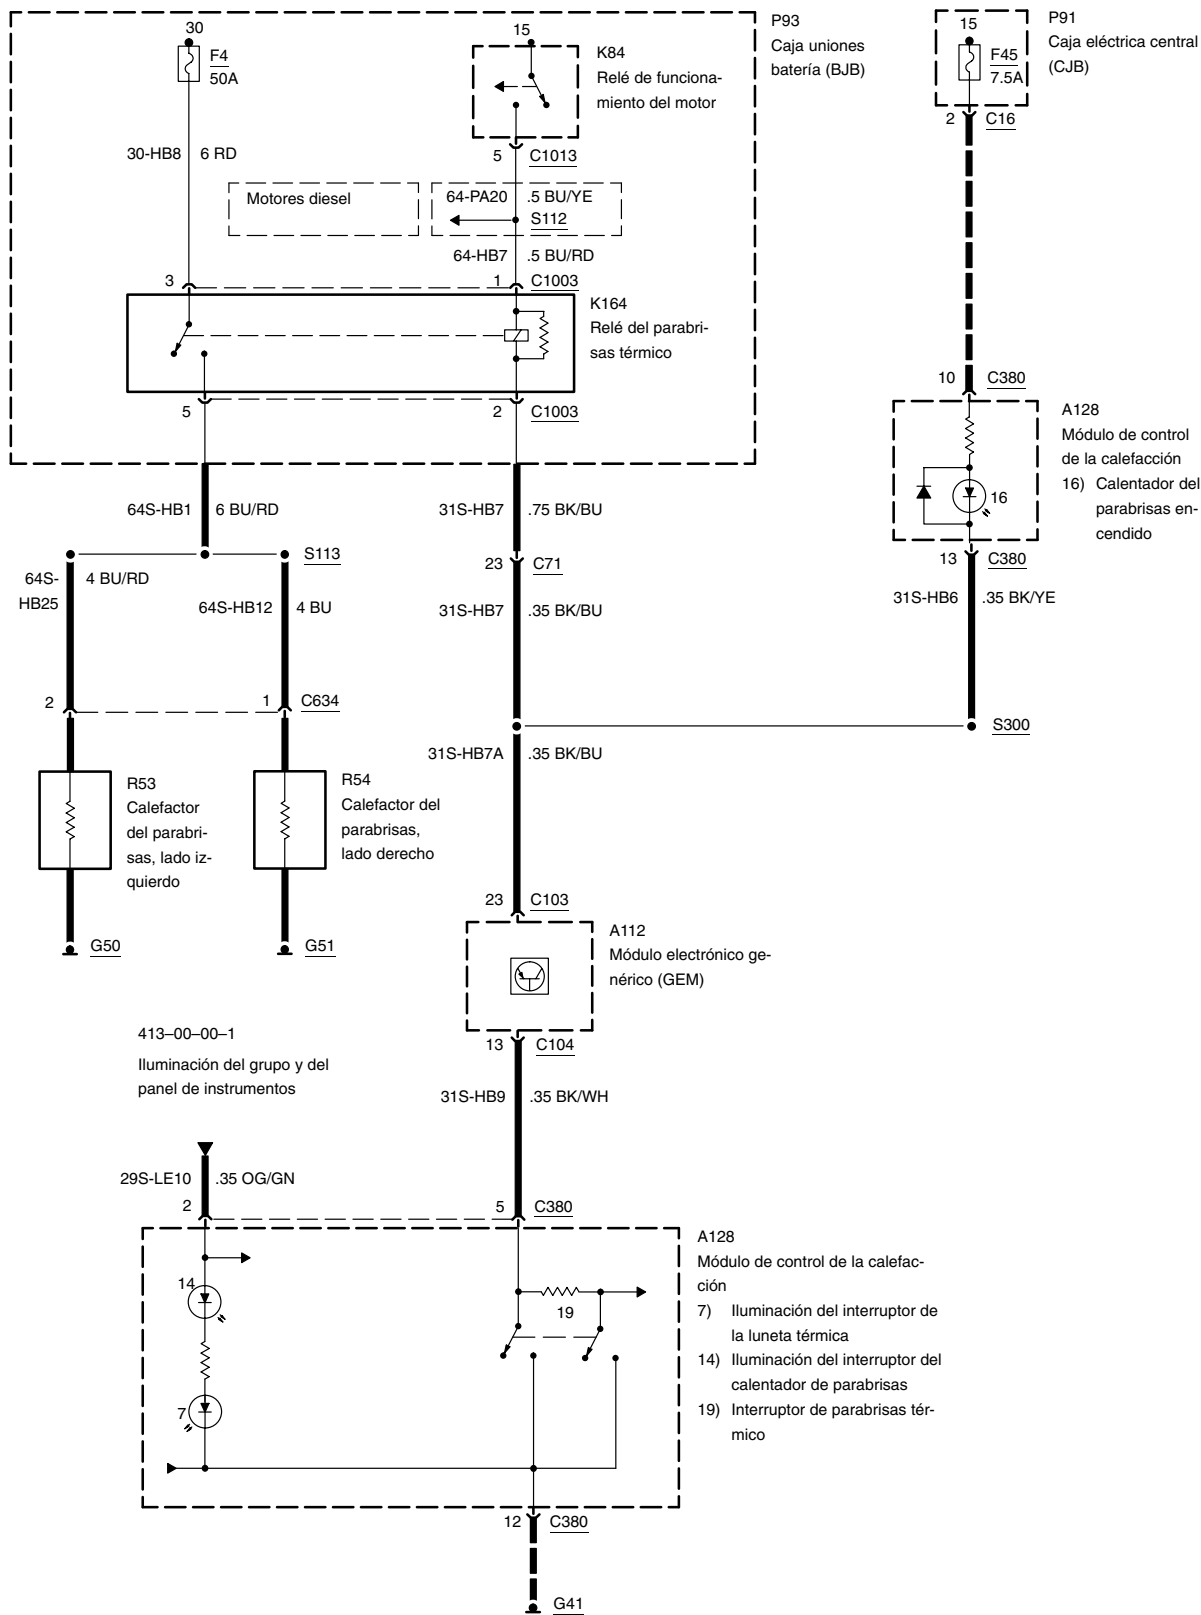 30
F4
50A
15
K84
Relé de funciona-
miento del motor
P93
Caja uniones
batería (BJB)
15
F45
7.5A
P91
Caja eléctrica central
(CJB)
2 C16
30-HB8 6 RD
5 C1013
Motores diesel
64-PA20 .5 BU/YE
S112
64-HB7 .5 BU/RD
3
1 C1003
K164
Relé del parabri-
sas térmico
5
2 C1003
10 C380
A128
Módulo de control
de la calefacción
16) Calentador del
parabrisas en-
cendido
16
13 C380
31S-HB6 .35 BK/YE
64S-HB1 6 BU/RD
31S-HB7 .75 BK/BU
S113
23 C71
64S-
HB25
4 BU/RD
64S-HB12 4 BU
31S-HB7 .35 BK/BU
2
1 C634
S300
31S-HB7A .35 BK/BU
R53
Calefactor
del parabri-
sas, lado iz-
quierdo
R54
Calefactor del
parabrisas,
lado derecho
G50
G51
23 C103
A112
Módulo electrónico ge-
nérico (GEM)
13 C104
413–00–00–1
Iluminación del grupo y del
panel de instrumentos
31S-HB9 .35 BK/WH
29S-LE10 .35 OG/GN
2
5 C380
14
7
19
A128
Módulo de control de la calefac-
ción
7) Iluminación del interruptor de
la luneta térmica
14) Iluminación del interruptor del
calentador de parabrisas
19) Interruptor de parabrisas tér-
mico
12 C380
G41